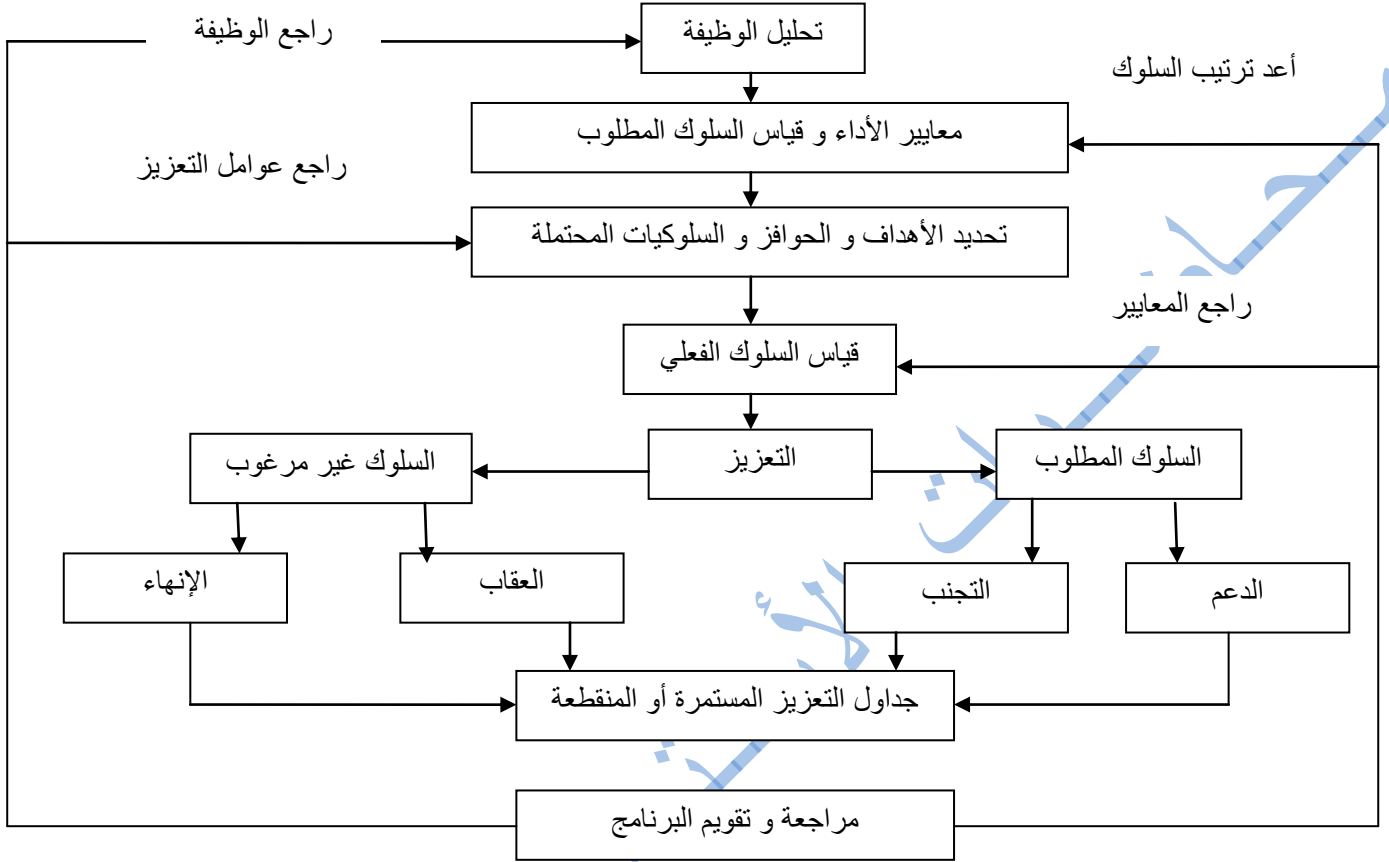 راجع الوظيفة
تحليل الوظيفة
أعد ترتيب السلوك
معايير الأداء و قياس السلوك المطلوب
راجع عوامل التعزيز
تحديد الأهداف و الحوافز و السلوكيات المحتملة
راجع المعايير
قياس السلوك الفعلي
السلوك المطلوب
التعزيز
السلوك غير مرغوب
الدعم
التجنب
العقاب
الإنهاء
جداول التعزيز المستمرة أو المنقطعة
مراجعة و تقويم البرنامج